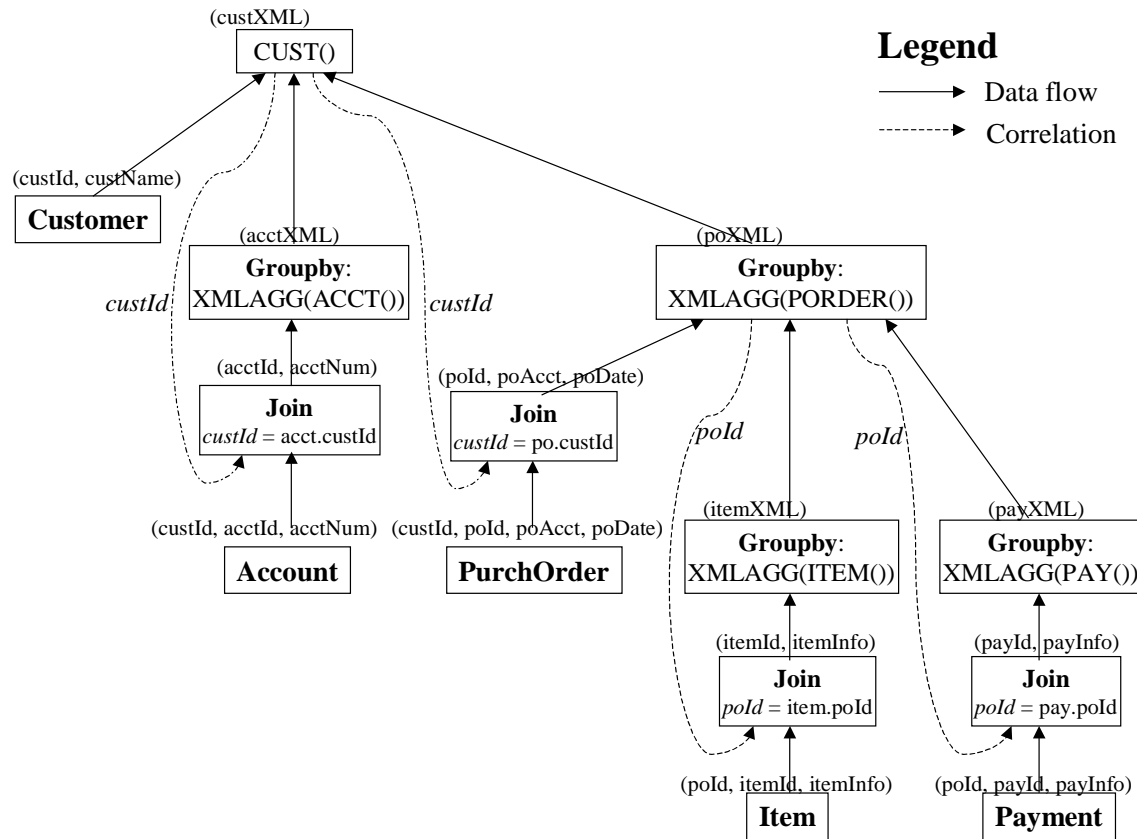 (custXML)
CUST()
Legend
Data flow
Correlation
(custId, custName)
Customer
(acctXML)
Groupby:
XMLAGG(ACCT())
(poXML)
Groupby:
XMLAGG(PORDER())
custId
custId
(acctId, acctNum)
Join
custId = acct.custId
(poId, poAcct, poDate)
Join
custId = po.custId
poId
poId
(custId, acctId, acctNum)
Account
(custId, poId, poAcct, poDate)
PurchOrder
(itemXML)
Groupby:
XMLAGG(ITEM())
(payXML)
Groupby:
XMLAGG(PAY())
(itemId, itemInfo)
Join
poId = item.poId
(payId, payInfo)
Join
poId = pay.poId
(poId, itemId, itemInfo)
Item
(poId, payId, payInfo)
Payment